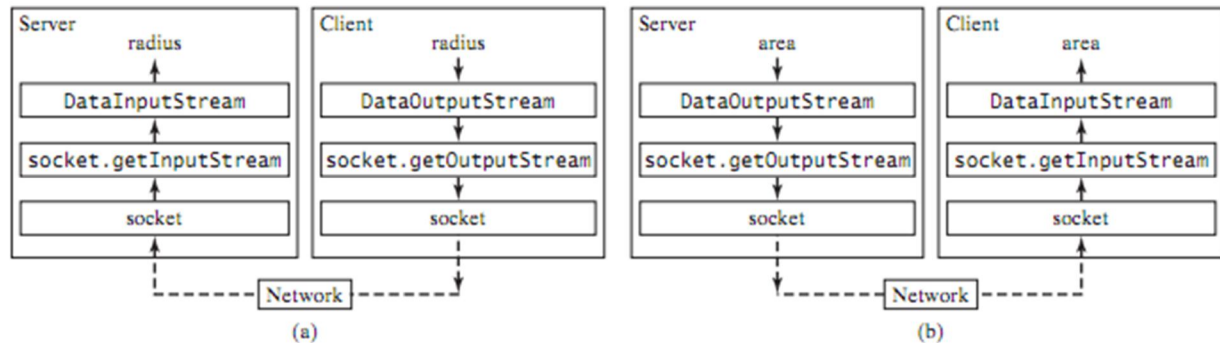 Server
radius
DataInputStream
socket.getInputStream
socket
Client
radius
DataOutputStream
socket.getOutputStream
socket
Network
(a)
Server
area
DataOutputStream
socket.getOutputStream
socket
Client
area
DataInputStream
socket.getInputStream
socket
Network
(b)